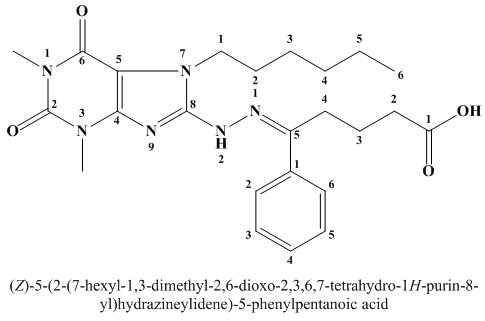 O
1
3
5
N
1
6
5
7
N
2
4
6
2
N
3
4
N
9
8
1
N
4
2
OH
O
N
H
2
5
3
1
O
1
2
6
3
5
4
(Z)-5-(2-(7-hexyl-1,3-dimethyl-2,6-dioxo-2,3,6,7-tetrahydro-1H-purin-8-
yl)hydrazineylidene)-5-phenylpentanoic acid